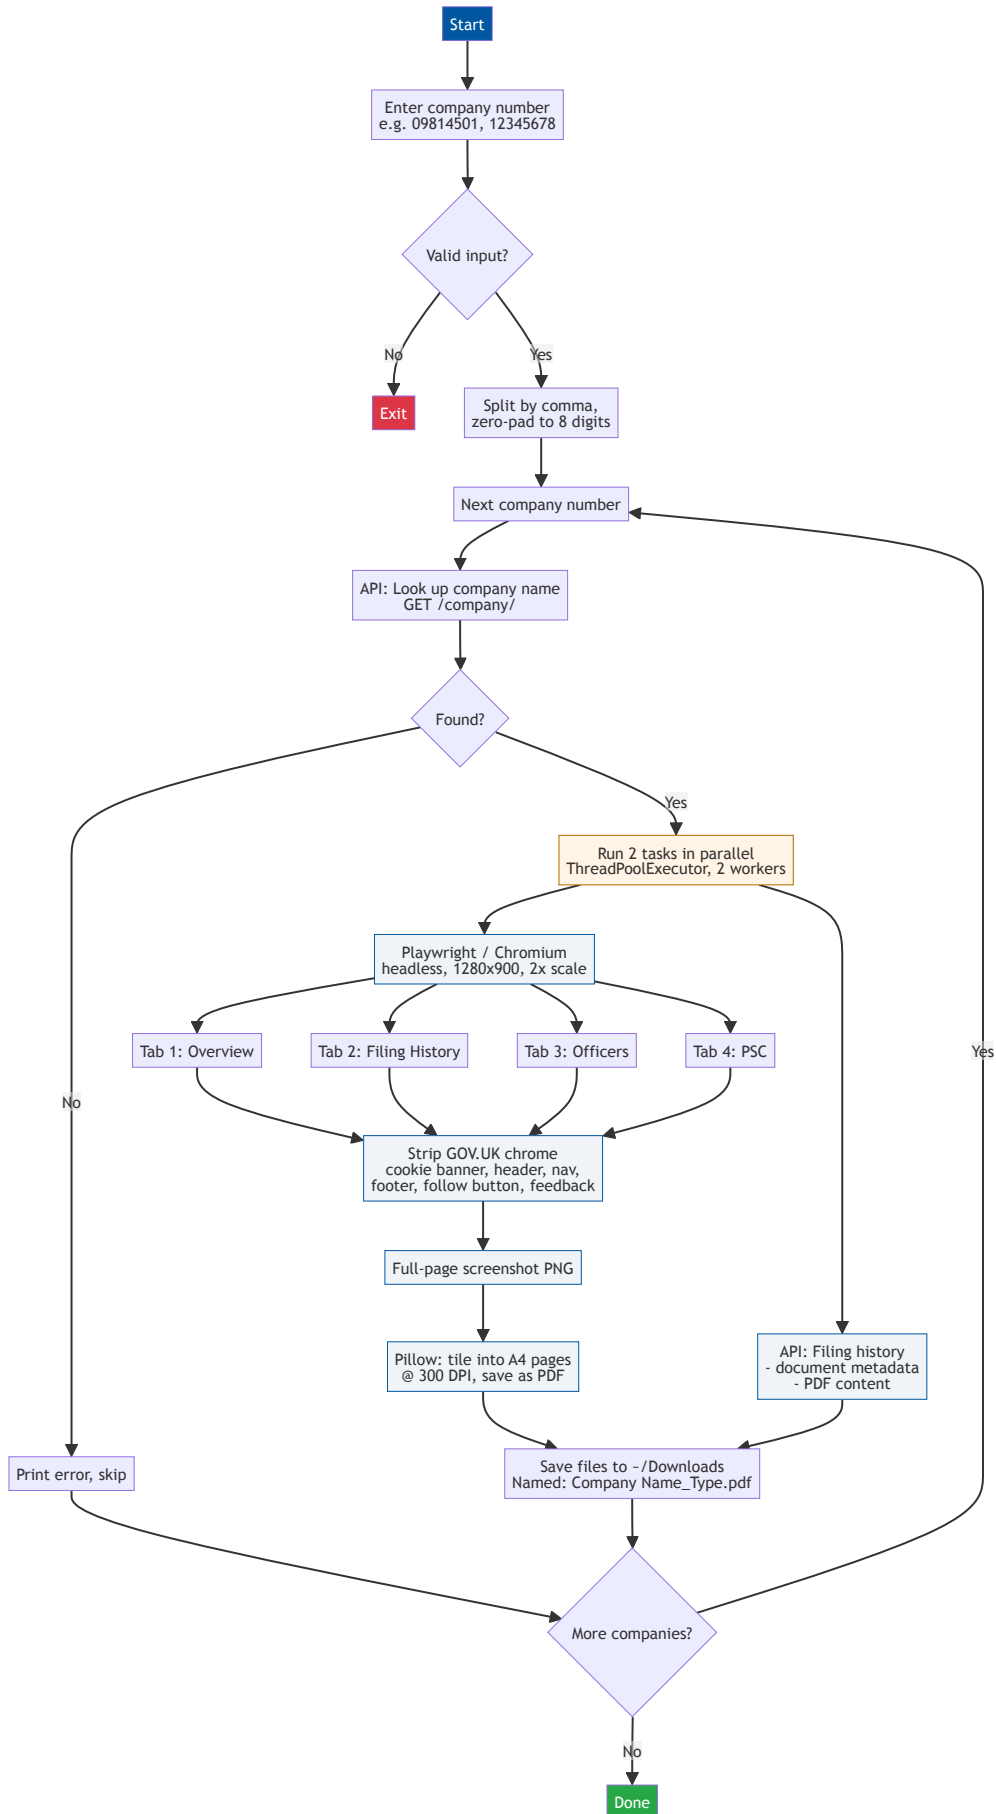 Start
Enter company number
e.g. 09814501, 12345678
Valid input?
No
Yes
Exit
Split by comma,
zero-pad to 8 digits
Next company number
API: Look up company name
GET /company/
Found?
Yes
Run 2 tasks in parallel
ThreadPoolExecutor, 2 workers
Playwright / Chromium
headless, 1280x900, 2x scale
Tab 1: Overview
Tab 2: Filing History
Tab 3: Officers
Tab 4: PSC
Yes
No
Strip GOV.UK chrome
cookie banner, header, nav,
footer, follow button, feedback
Full-page screenshot PNG
Pillow: tile into A4 pages
@ 300 DPI, save as PDF
API: Filing history
- document metadata
- PDF content
Print error, skip
Save files to ~/Downloads
Named: Company Name_Type.pdf
More companies?
No
Done